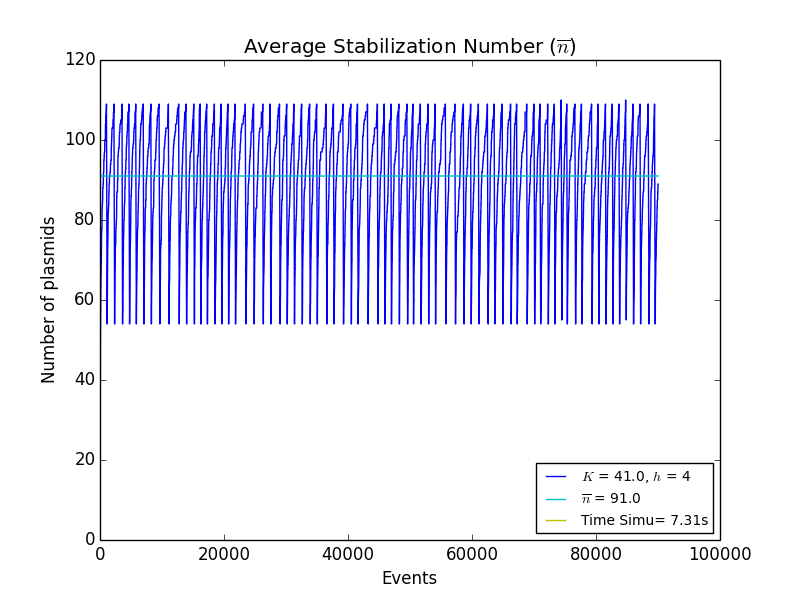 Average Stabilization Number (n̅)
120
100
80
60
40
20
0
Number of plasmids
K = 41.0, h = 4
n̅ = 91.0
Time Simu= 7.31s
0 20000 40000 60000 80000 100000
Events